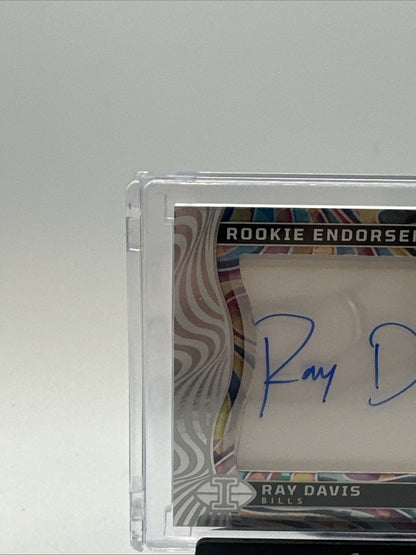 ROOKIE ENDORSE
Ray D
I
RAY DAVIS
BILLS